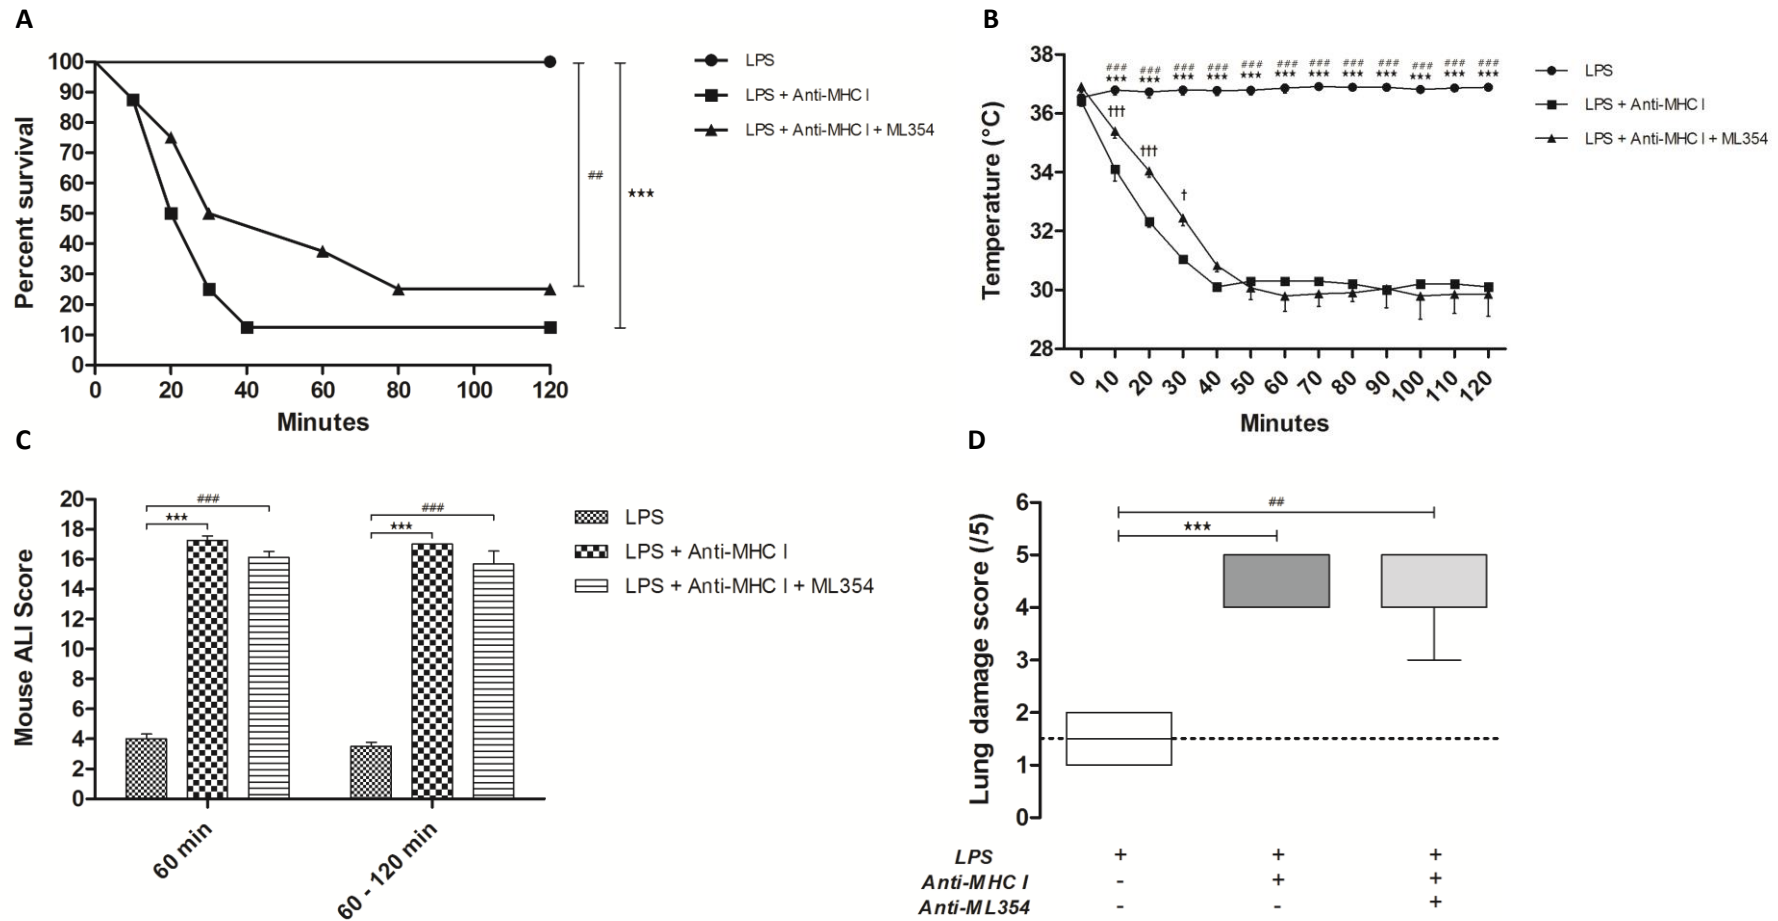 A
100
90
80
70
60
50
40
30
20
10
0
0 20 40 60 80 100 120
Percent survival
Minutes
LPS
LPS + Anti-MHC I
LPS + Anti-MHC I + ML354
##
***
B
38
36
34
32
30
28
0 10 20 30 40 50 60 70 80 90 100 110 120
Temperature (°C)
Minutes
### ### ### ### ### ### ### ### ### ### ### ###
*** *** *** *** *** *** *** *** *** *** *** ***
†††
†††
†
LPS
LPS + Anti-MHC I
LPS + Anti-MHC I + ML354
C
20
18
16
14
12
10
8
6
4
2
0
Mouse ALI Score
###
***
###
***
60 min
60 - 120 min
LPS
LPS + Anti-MHC I
LPS + Anti-MHC I + ML354
D
6
5
4
3
2
1
0
Lung damage score (/5)
##
***
LPS + + +
Anti-MHC I - + +
Anti-ML354 - - +